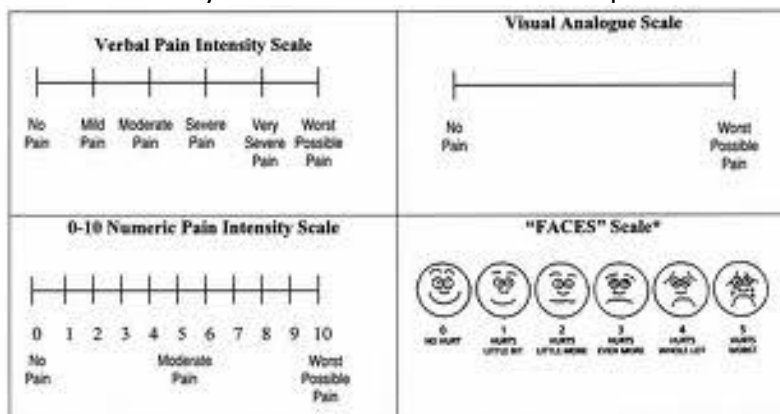 Verbal Pain Intensity Scale
No Pain
Mild Pain
Moderate Pain
Severe Pain
Very Severe Pain
Worst Possible Pain
Visual Analogue Scale
No Pain
Worst Possible Pain
0-10 Numeric Pain Intensity Scale
0 1 2 3 4 5 6 7 8 9 10
No Pain
Moderate Pain
Worst Possible Pain
"FACES" Scale*
0 NO HURT
1 HURTS LITTLE BIT
2 HURTS LITTLE MORE
3 HURTS EVEN MORE
4 HURTS WHOLE LOT
5 HURTS WORST